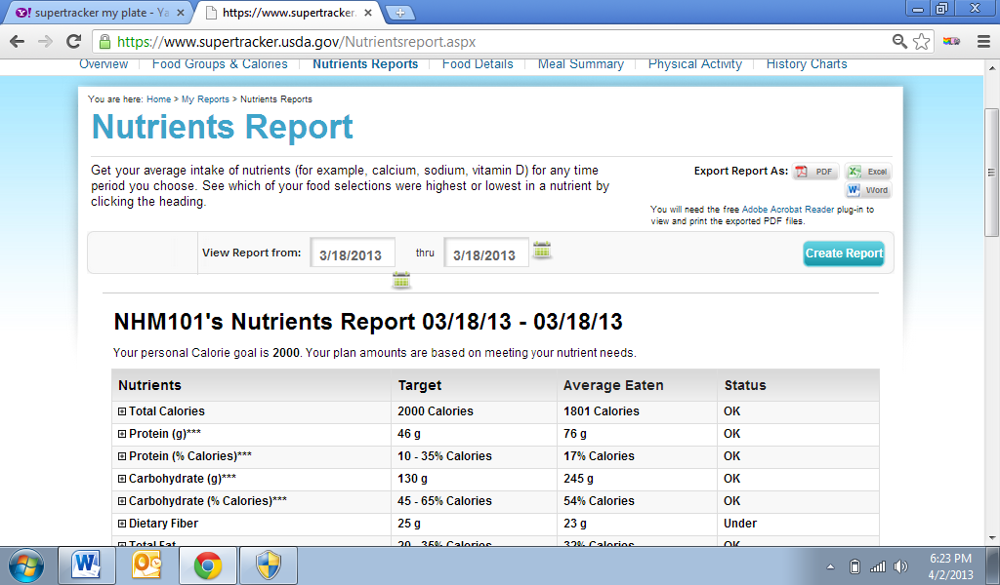 supertracker my plate - Ya
https://www.supertracker.
https://www.supertracker.usda.gov/Nutrientsreport.aspx
Overview Food Groups & Calories Nutrients Reports Food Details Meal Summary Physical Activity History Charts
You are here: Home > My Reports > Nutrients Reports
Nutrients Report
Get your average intake of nutrients (for example, calcium, sodium, vitamin D) for any time
period you choose. See which of your food selections were highest or lowest in a nutrient by
clicking the heading.
Export Report As: PDF Excel
Word
You will need the free Adobe Acrobat Reader plug-in to
view and print the exported PDF files.
View Report from: 3/18/2013 thru 3/18/2013 Create Report
NHM101's Nutrients Report 03/18/13 - 03/18/13
Your personal Calorie goal is 2000. Your plan amounts are based on meeting your nutrient needs.
Nutrients Target Average Eaten Status
Total Calories 2000 Calories 1801 Calories OK
Protein (g)*** 46 g 76 g OK
Protein (% Calories)*** 10 - 35% Calories 17% Calories OK
Carbohydrate (g)*** 130 g 245 g OK
Carbohydrate (% Calories)*** 45 - 65% Calories 54% Calories OK
Dietary Fiber 25 g 23 g Under
Total Fat 20 - 35% Calories 32% Calories OK
6:23 PM
4/2/2013